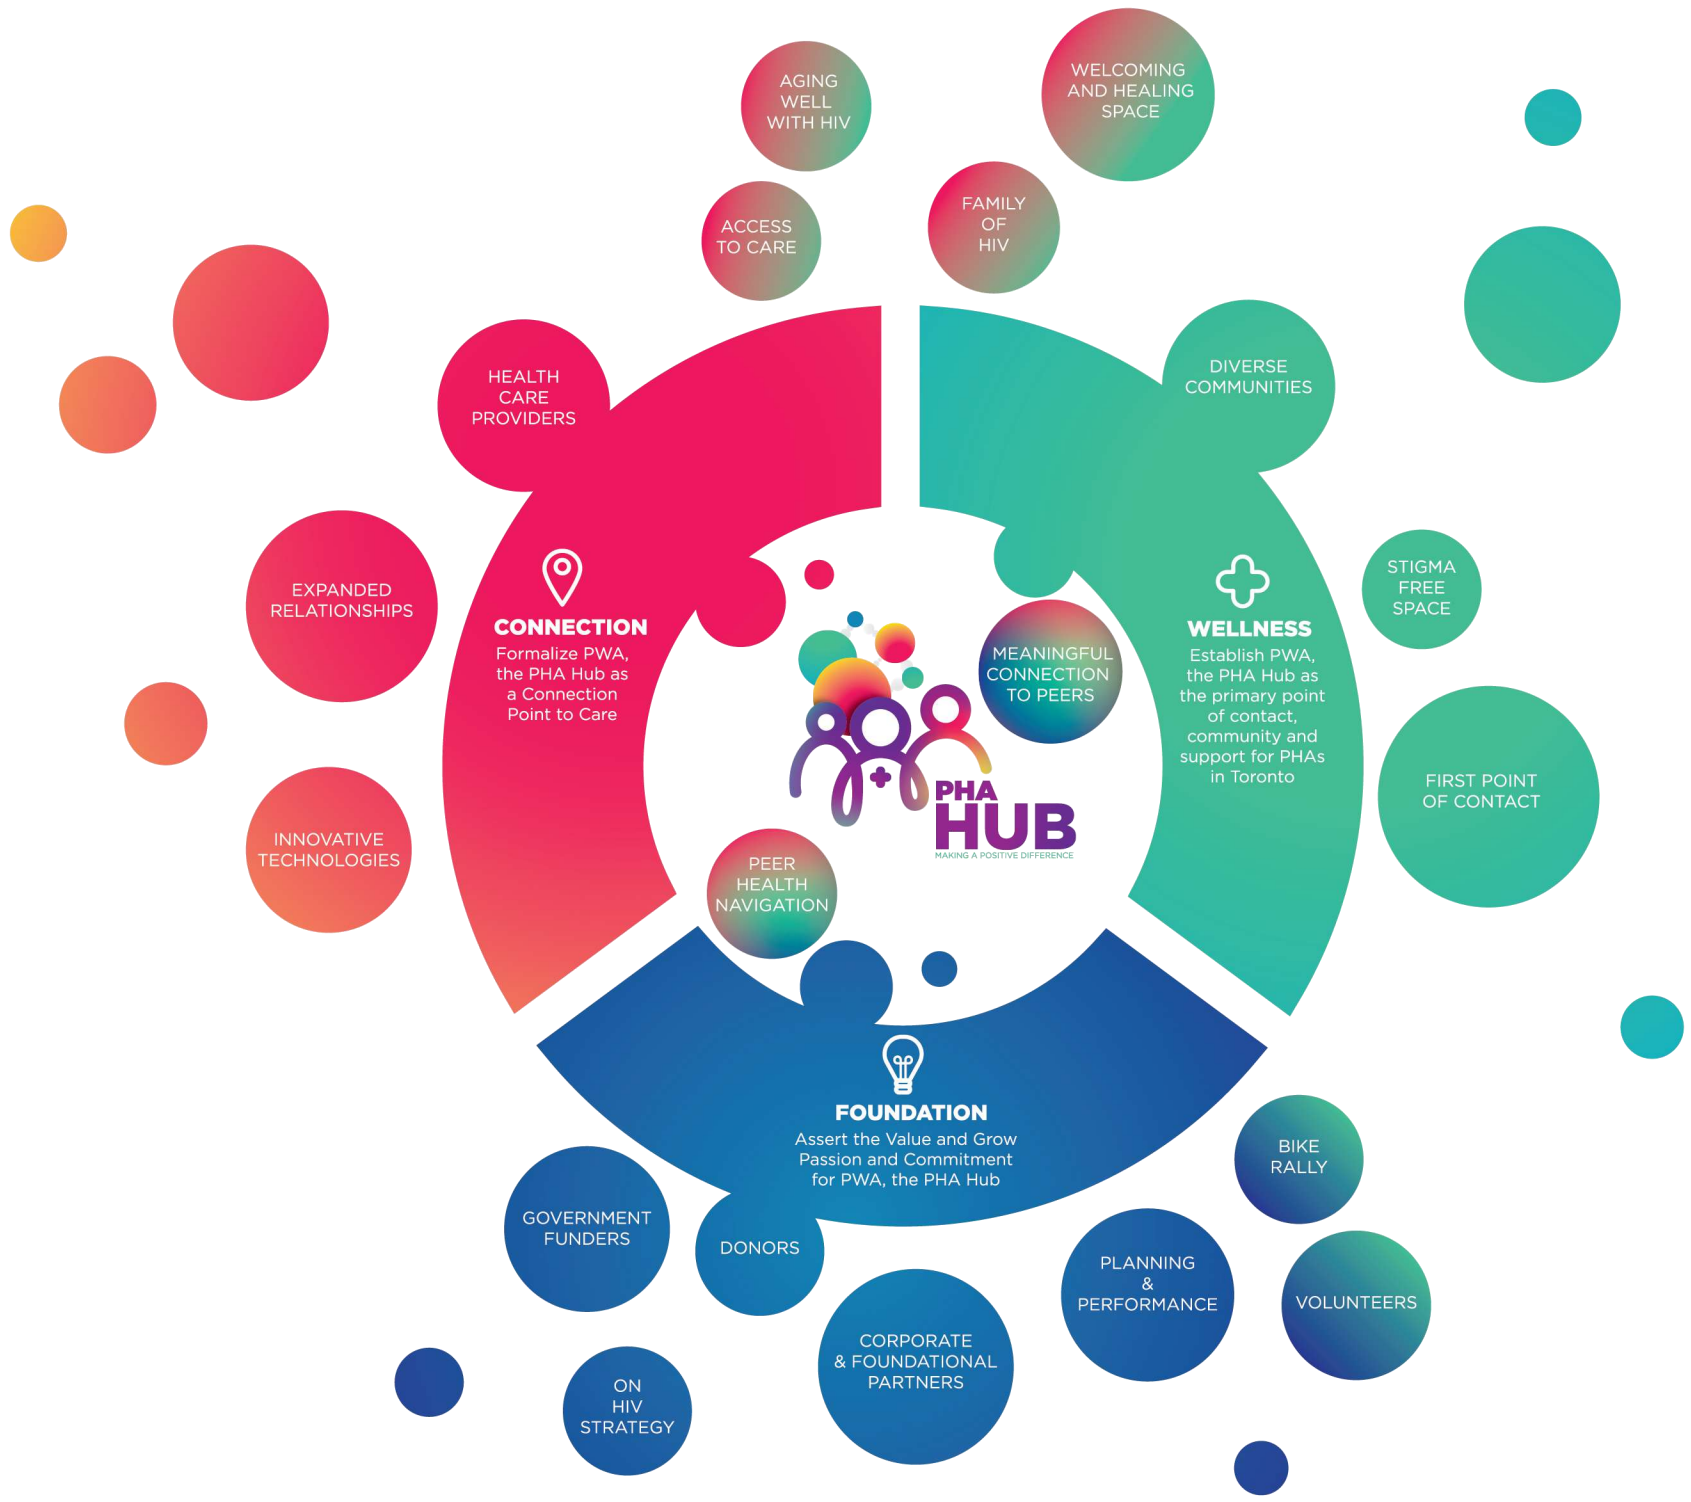 AGING
WELL
WITH HIV
WELCOMING
AND HEALING
SPACE
ACCESS
TO CARE
FAMILY
OF
HIV
HEALTH
CARE
PROVIDERS
DIVERSE
COMMUNITIES
EXPANDED
RELATIONSHIPS
INNOVATIVE
TECHNOLOGIES
CONNECTION
Formalize PWA,
the PHA Hub as
a Connection
Point to Care
MEANINGFUL
CONNECTION
TO PEERS
PHA
HUB
MAKING A POSITIVE DIFFERENCE
PEER
HEALTH
NAVIGATION
WELLNESS
Establish PWA,
the PHA Hub as
the primary point
of contact,
community and
support for PHAs
in Toronto
STIGMA
FREE
SPACE
FIRST POINT
OF CONTACT
FOUNDATION
Assert the Value and Grow
Passion and Commitment
for PWA, the PHA Hub
GOVERNMENT
FUNDERS
DONORS
ON
HIV
STRATEGY
CORPORATE
& FOUNDATIONAL
PARTNERS
PLANNING
&
PERFORMANCE
BIKE
RALLY
VOLUNTEERS